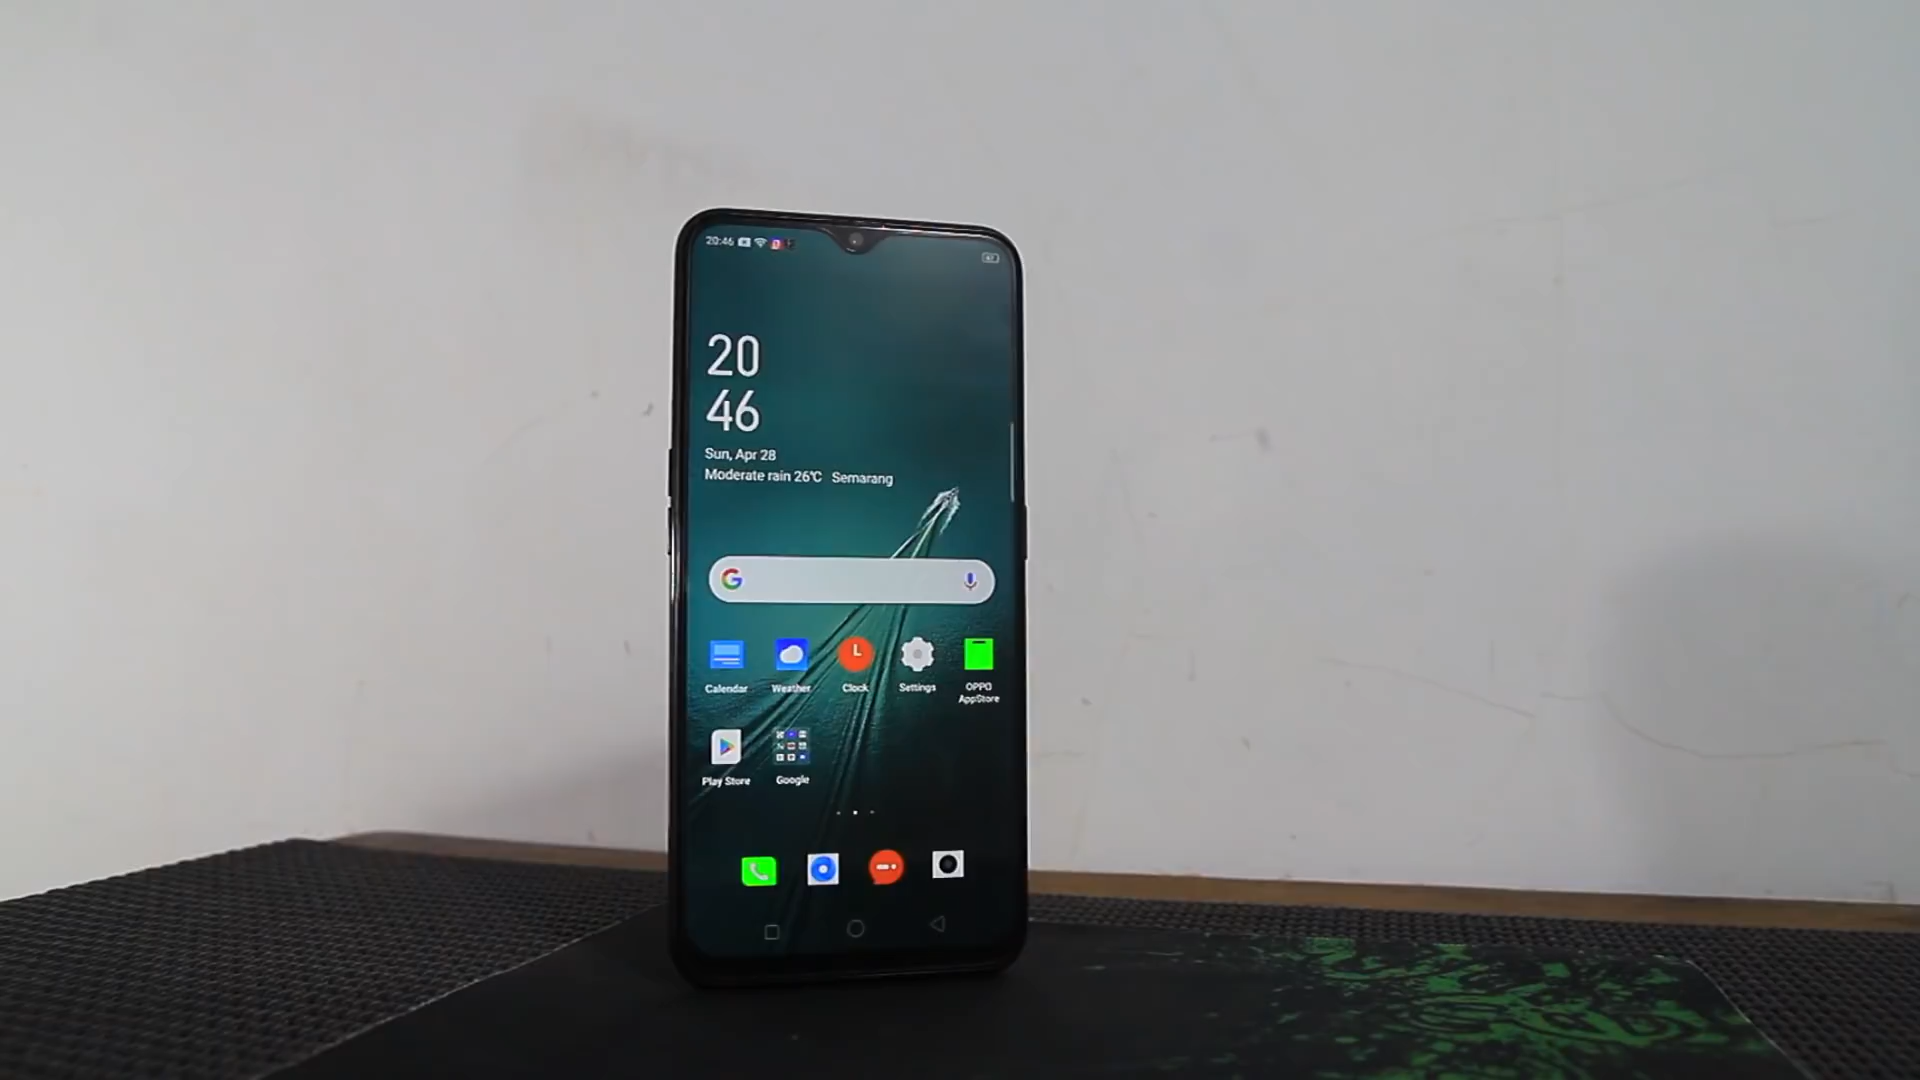 20:46
67
20
46
Sun, Apr 28
Moderate rain 26°C Semarang
G
Calendar Weather Clock Settings OPPO AppStore
Play Store Google